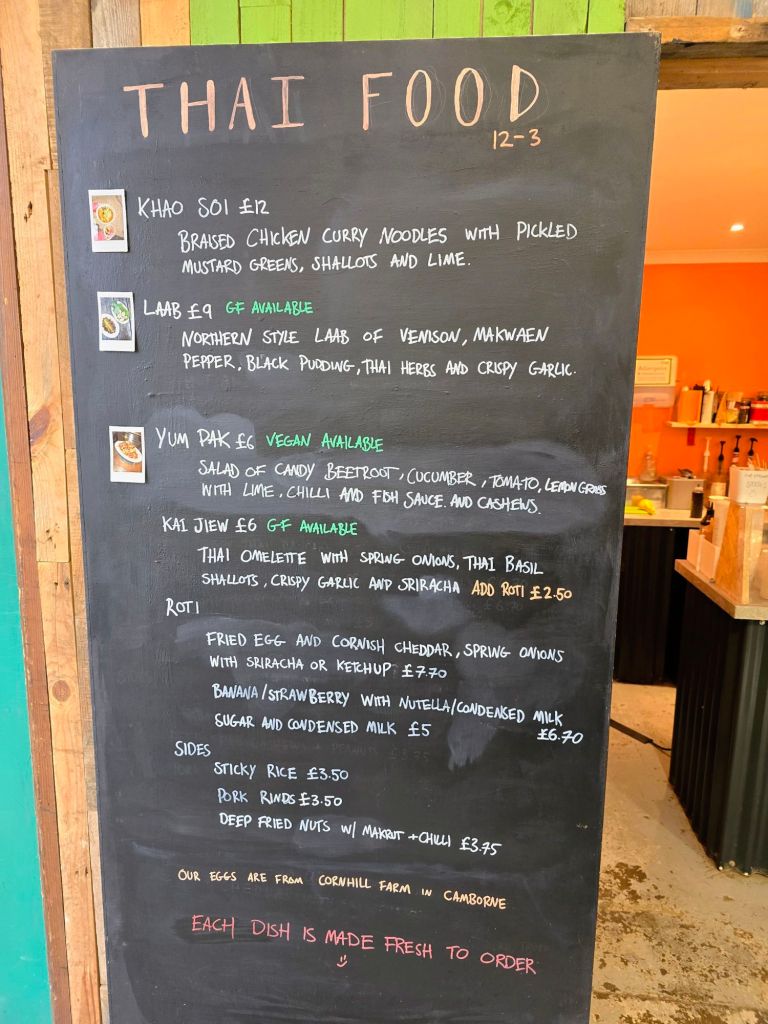 THAI FOOD
12-3
KHAO SOI £12
BRAISED CHICKEN CURRY NOODLES WITH PICKLED
MUSTARD GREENS, SHALLOTS AND LIME.
LAAB £9 GF AVAILABLE
NORTHERN STYLE LAAB OF VENISON, MAKWAEN
PEPPER, BLACK PUDDING, THAI HERBS AND CRISPY GARLIC.
YUM PAK £6 VEGAN AVAILABLE
SALAD OF CANDY BEETROOT, CUCUMBER, TOMATO, LEMONGRASS
WITH LIME, CHILLI AND FISH SAUCE. AND CASHEWS.
KAI JIEW £6 GF AVAILABLE
THAI OMELETTE WITH SPRING ONIONS, THAI BASIL
SHALLOTS, CRISPY GARLIC AND SRIRACHA ADD ROTI £2.50
ROTI
FRIED EGG AND CORNISH CHEDDAR, SPRING ONIONS
WITH SRIRACHA OR KETCHUP £7.70
BANANA/STRAWBERRY WITH NUTELLA/CONDENSED MILK
£6.70
SUGAR AND CONDENSED MILK £5
SIDES
STICKY RICE £3.50
PORK RINDS £3.50
DEEP FRIED NUTS W/ MAKRUT + CHILLI £3.75
OUR EGGS ARE FROM CORNHILL FARM IN CAMBORNE
EACH DISH IS MADE FRESH TO ORDER